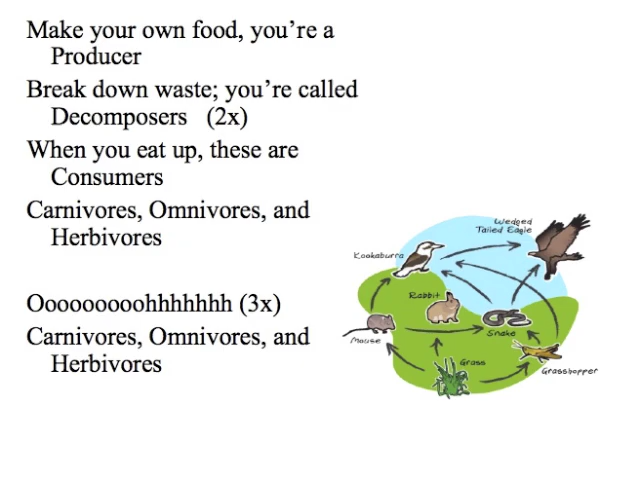 Make your own food, you’re a
Producer
Break down waste; you’re called
Decomposers (2x)
When you eat up, these are
Consumers
Carnivores, Omnivores, and
Herbivores
Ooooooooohhhhhhh (3x)
Carnivores, Omnivores, and
Herbivores
Wedged
Tailed Eagle
Kookaburra
Rabbit
Mouse
Snake
Grass
Grasshopper